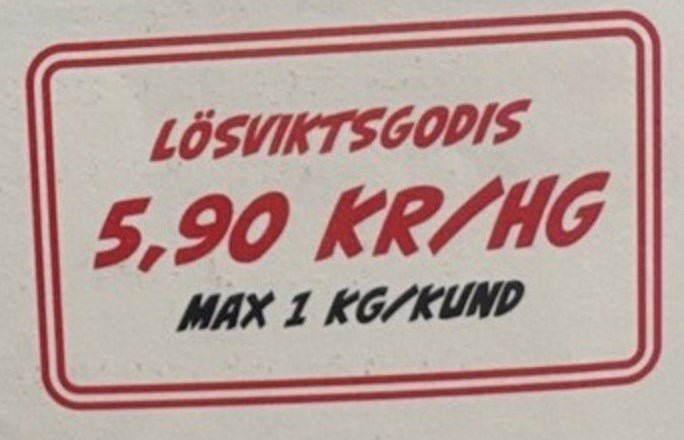 LÖSVIKTSGODIS
5,90 KR/HG
MAX 1 KG/KUND